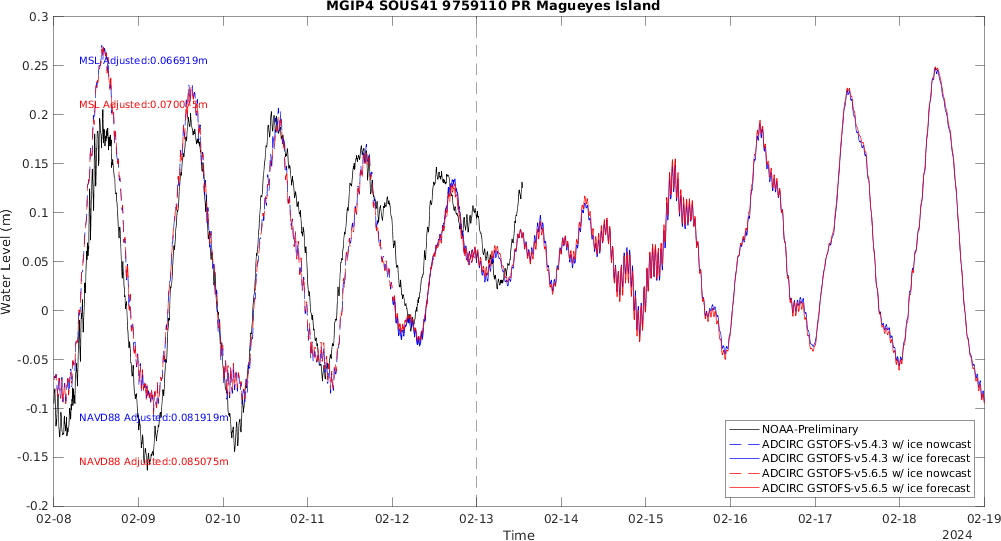 MGIP4 SOUS41 9759110 PR Magueyes Island
Water Level (m)
0.3
0.25
0.2
0.15
0.1
0.05
0
-0.05
-0.1
-0.15
-0.2
MSL Adjusted:0.066919m
MSL Adjusted:0.070075m
NAVD88 Adjusted:0.081919m
NAVD88 Adjusted:0.085075m
NOAA-Preliminary
ADCIRC GSTOFS-v5.4.3 w/ ice nowcast
ADCIRC GSTOFS-v5.4.3 w/ ice forecast
ADCIRC GSTOFS-v5.6.5 w/ ice nowcast
ADCIRC GSTOFS-v5.6.5 w/ ice forecast
02-08 02-09 02-10 02-11 02-12 02-13 02-14 02-15 02-16 02-17 02-18 02-19
Time
2024